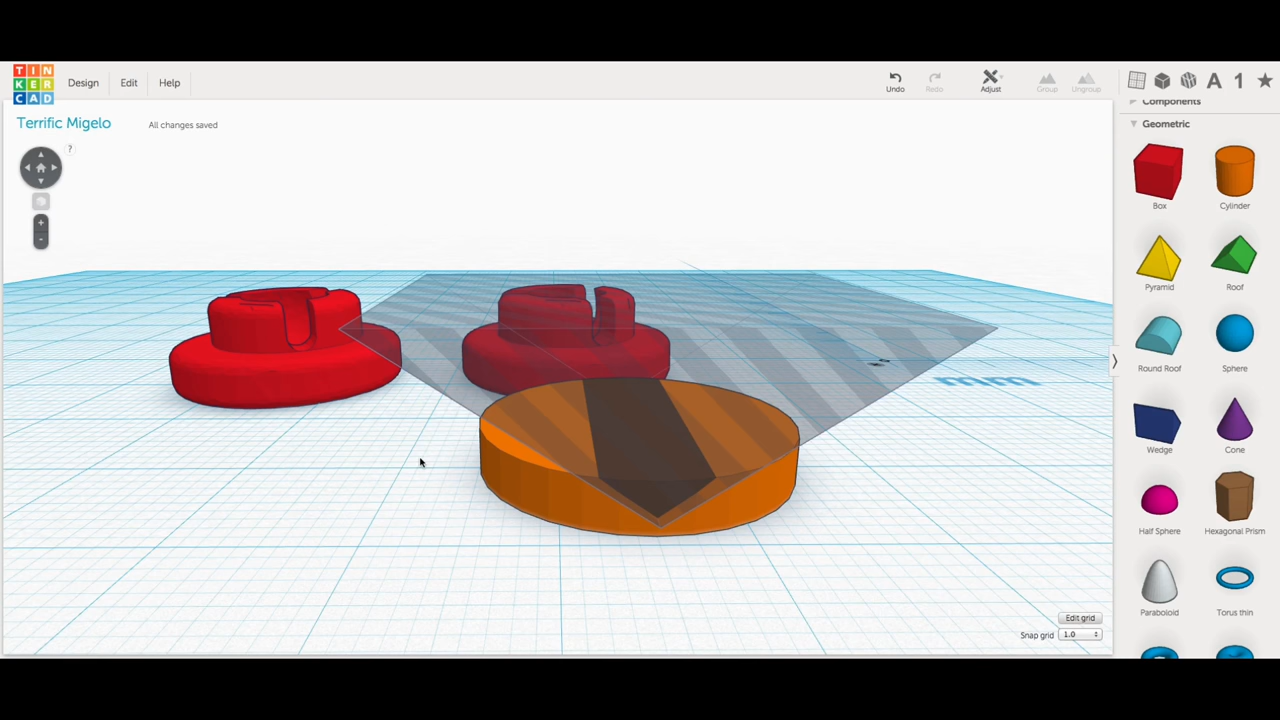 TIN
KER
CAD
Design
Edit
Help
Undo
Redo
Adjust
Group
Ungroup
A
1
Terrific Migelo
All changes saved
?
+
-
Components
Geometric
Box
Cylinder
Pyramid
Roof
Round Roof
Sphere
Wedge
Cone
Half Sphere
Hexagonal Prism
Paraboloid
Torus thin
mm
Edit grid
Snap grid 1.0